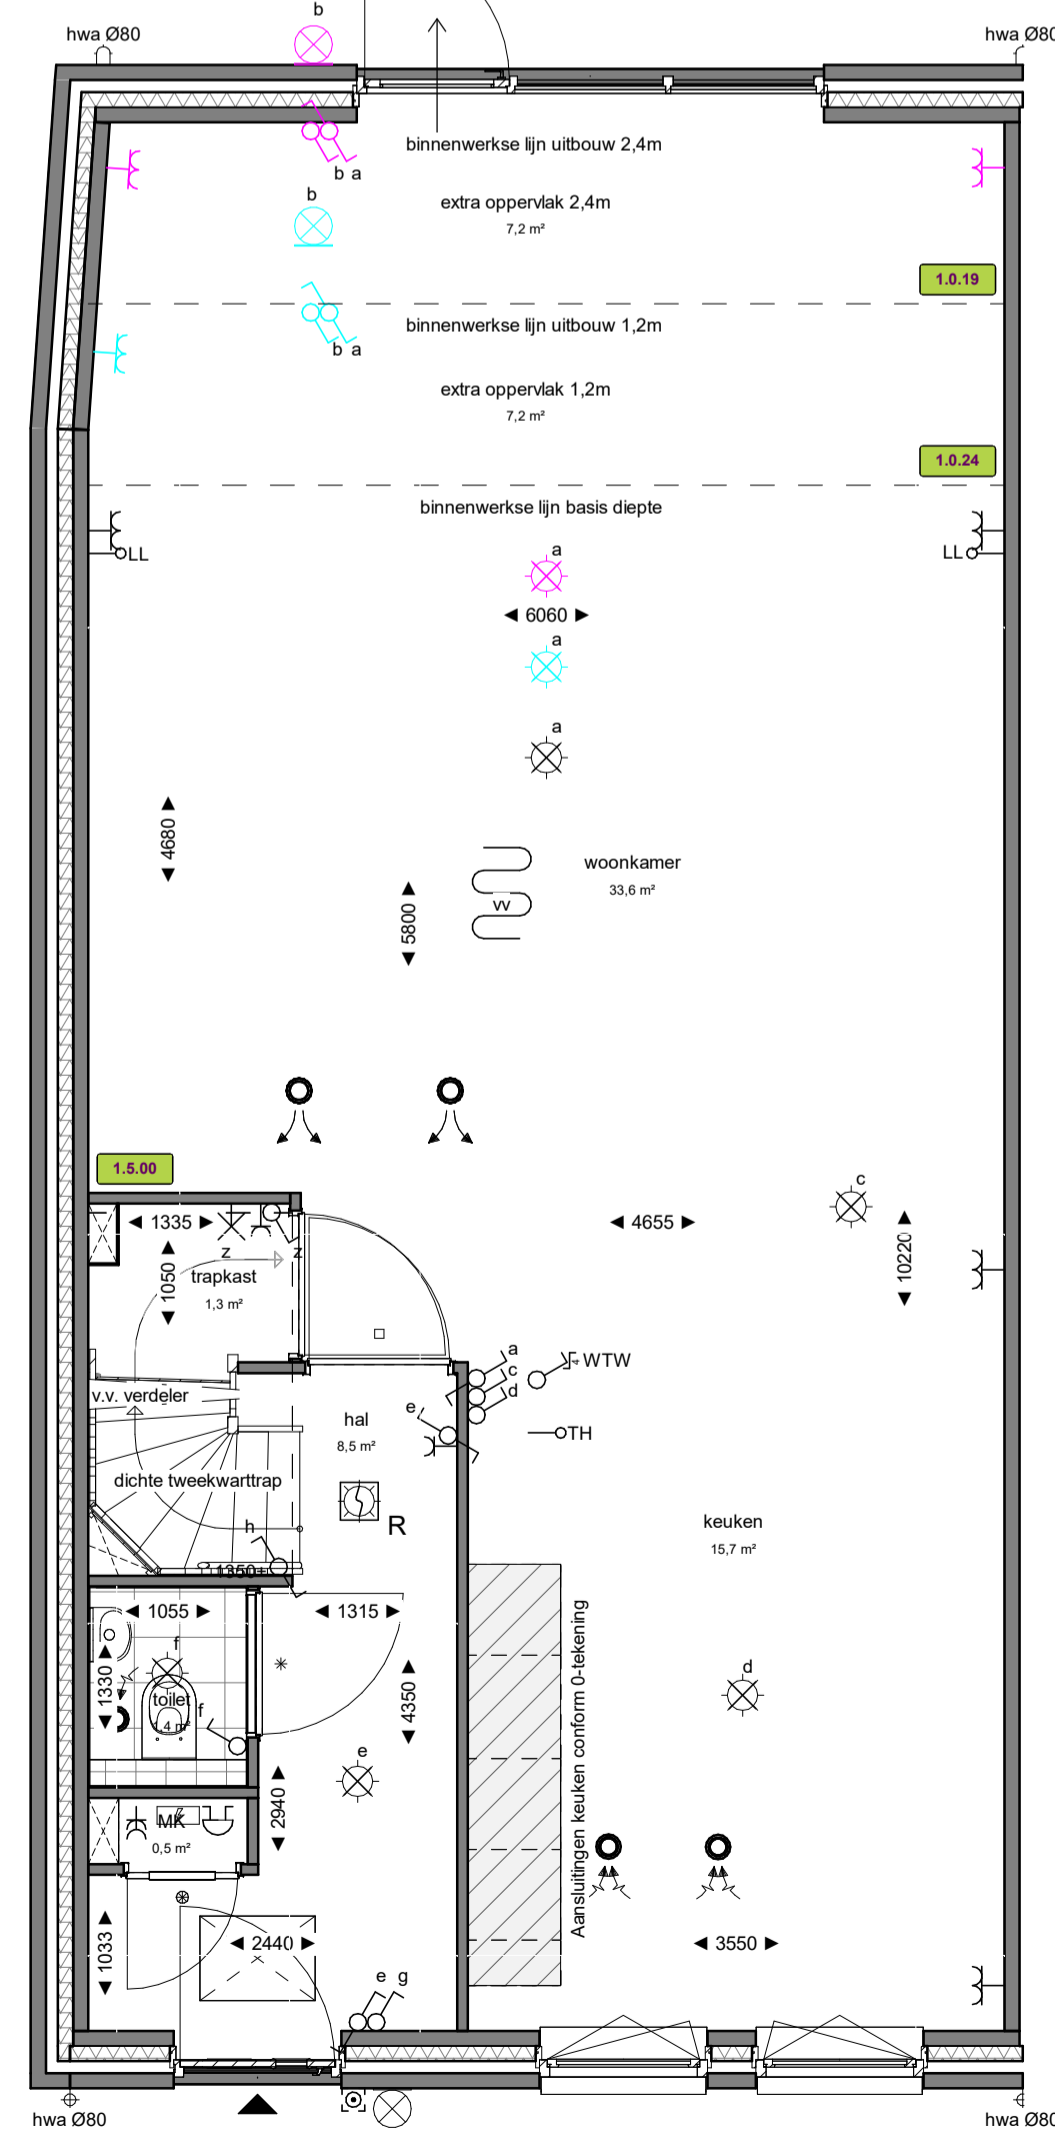 b
hwa Ø80
hwa Ø80
binnenwerkse lijn uitbouw 2,4m
b a
b
extra oppervlak 2,4m
7,2 m²
1.0.19
binnenwerkse lijn uitbouw 1,2m
b a
extra oppervlak 1,2m
7,2 m²
1.0.24
binnenwerkse lijn basis diepte
LL
LL
a
6060
a
a
4680
5800
woonkamer
33,6 m²
vv
1.5.00
c
1335
4655
10220
z
z
1050
trapkast
1,3 m²
a
c
d
WTW
v.v. verdeler
e
TH
hal
8,5 m²
dichte tweekwarttrap
R
h
1350+
keuken
15,7 m²
1055
1315
f
1330
toilet
f
1,4 m²
4350
d
Aansluitingen keuken conform 0-tekening
e
2940
MK
0,5 m²
1033
2440
3550
e g
hwa Ø80
hwa Ø80